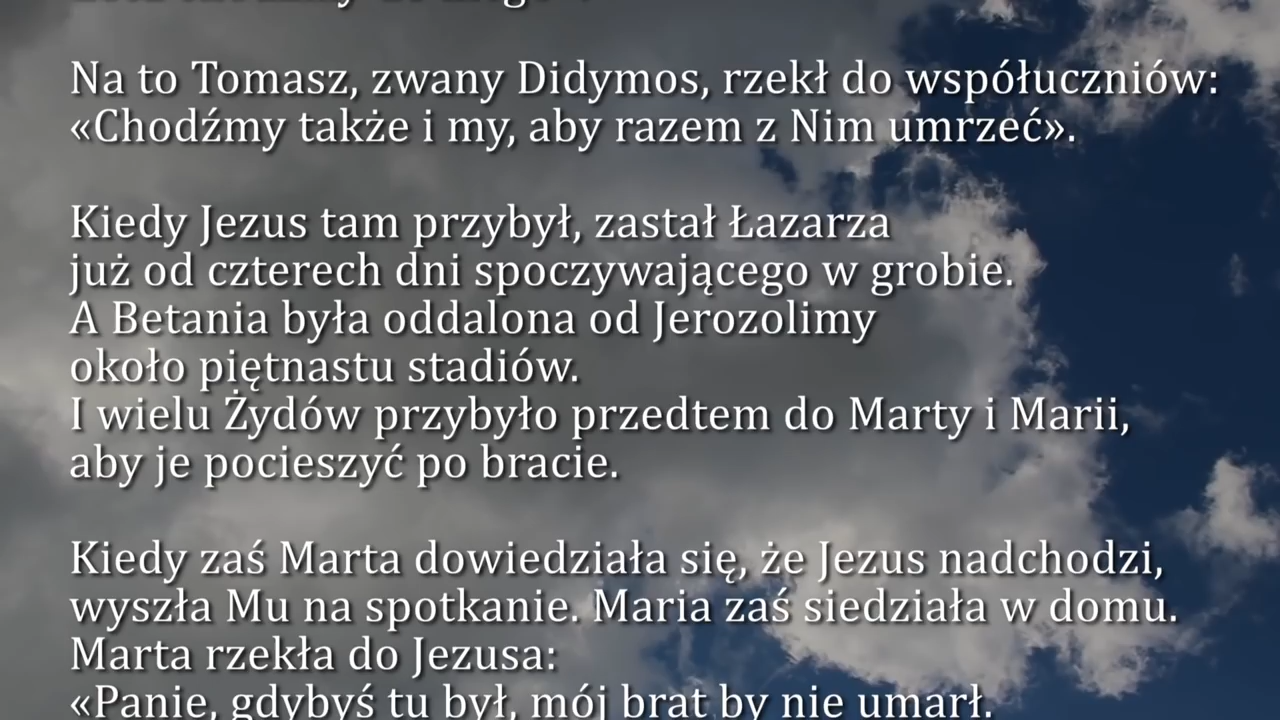 Na to Tomasz, zwany Didymos, rzekł do współuczniów:
«Chodźmy także i my, aby razem z Nim umrzeć».
Kiedy Jezus tam przybył, zastał Łazarza
już od czterech dni spoczywającego w grobie.
A Betania była oddalona od Jerozolimy
około piętnastu stadiów.
I wielu Żydów przybyło przedtem do Marty i Marii,
aby je pocieszyć po bracie.
Kiedy zaś Marta dowiedziała się, że Jezus nadchodzi,
wyszła Mu na spotkanie. Maria zaś siedziała w domu.
Marta rzekła do Jezusa:
«Panie, gdybyś tu był, mój brat by nie umarł.